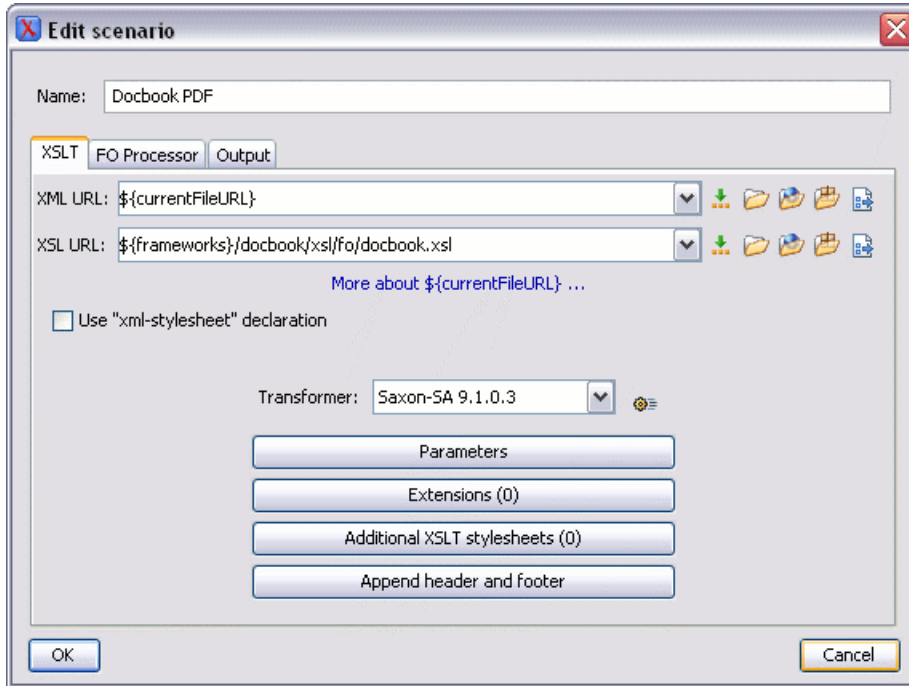 Edit scenario
Name: Docbook PDF
XSLT FO Processor Output
XML URL: ${currentFileURL}
XSL URL: ${frameworks}/docbook/xsl/fo/docbook.xsl
More about ${currentFileURL} ...
Use "xml-stylesheet" declaration
Transformer: Saxon-SA 9.1.0.3
Parameters
Extensions (0)
Additional XSLT stylesheets (0)
Append header and footer
OK Cancel